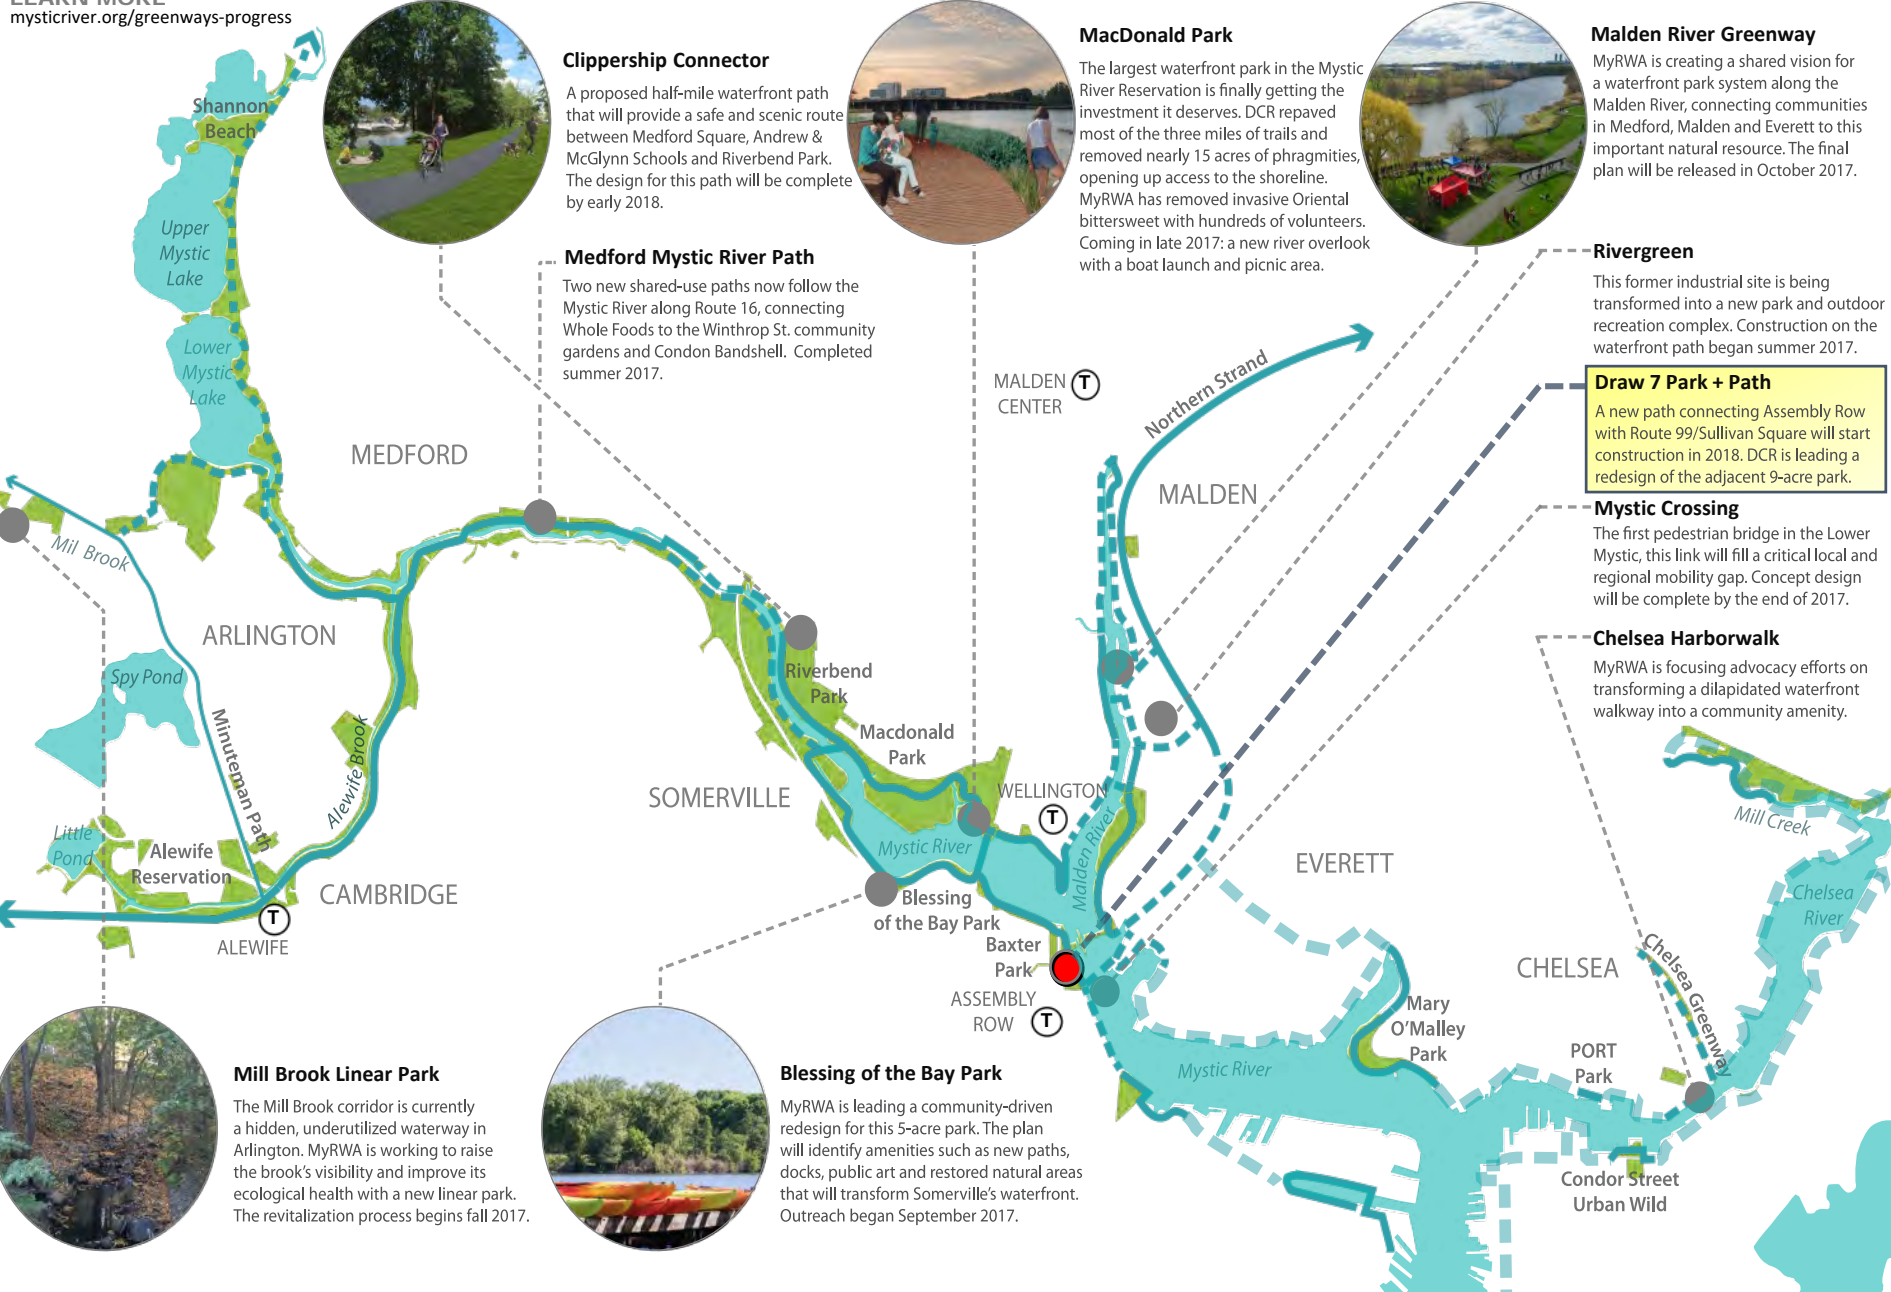 LEARN MORE
mysticriver.org/greenways-progress
Clippership Connector
A proposed half-mile waterfront path
that will provide a safe and scenic route
between Medford Square, Andrew &
McGlynn Schools and Riverbend Park.
The design for this path will be complete
by early 2018.
MacDonald Park
The largest waterfront park in the Mystic
River Reservation is finally getting the
investment it deserves. DCR repaved
most of the three miles of trails and
removed nearly 15 acres of phragmities,
opening up access to the shoreline.
MyRWA has removed invasive Oriental
bittersweet with hundreds of volunteers.
Coming in late 2017: a new river overlook
with a boat launch and picnic area.
Malden River Greenway
MyRWA is creating a shared vision for
a waterfront park system along the
Malden River, connecting communities
in Medford, Malden and Everett to this
important natural resource. The final
plan will be released in October 2017.
Medford Mystic River Path
Two new shared-use paths now follow the
Mystic River along Route 16, connecting
Whole Foods to the Winthrop St. community
gardens and Condon Bandshell. Completed
summer 2017.
Rivergreen
This former industrial site is being
transformed into a new park and outdoor
recreation complex. Construction on the
waterfront path began summer 2017.
Draw 7 Park + Path
A new path connecting Assembly Row
with Route 99/Sullivan Square will start
construction in 2018. DCR is leading a
redesign of the adjacent 9-acre park.
Mystic Crossing
The first pedestrian bridge in the Lower
Mystic, this link will fill a critical local and
regional mobility gap. Concept design
will be complete by the end of 2017.
Chelsea Harborwalk
MyRWA is focusing advocacy efforts on
transforming a dilapidated waterfront
walkway into a community amenity.
Shannon
Beach
Upper
Mystic
Lake
Lower
Mystic
Lake
MEDFORD
MALDEN
CENTER
T
Northern Strand
MALDEN
Mil Brook
ARLINGTON
Spy Pond
Minuteman Path
Alewife Brook
Little
Pond
Alewife
Reservation
CAMBRIDGE
T
ALEWIFE
Riverbend
Park
Macdonald
Park
SOMERVILLE
WELLINGTON
T
Mystic River
Malden River
Blessing
of the Bay Park
Baxter
Park
ASSEMBLY
ROW
T
EVERETT
Mill Creek
Chelsea
River
CHELSEA
Chelsea Greenway
Mary
O'Malley
Park
PORT
Park
Mystic River
Condor Street
Urban Wild
Mill Brook Linear Park
The Mill Brook corridor is currently
a hidden, underutilized waterway in
Arlington. MyRWA is working to raise
the brook's visibility and improve its
ecological health with a new linear park.
The revitalization process begins fall 2017.
Blessing of the Bay Park
MyRWA is leading a community-driven
redesign for this 5-acre park. The plan
will identify amenities such as new paths,
docks, public art and restored natural areas
that will transform Somerville's waterfront.
Outreach began September 2017.